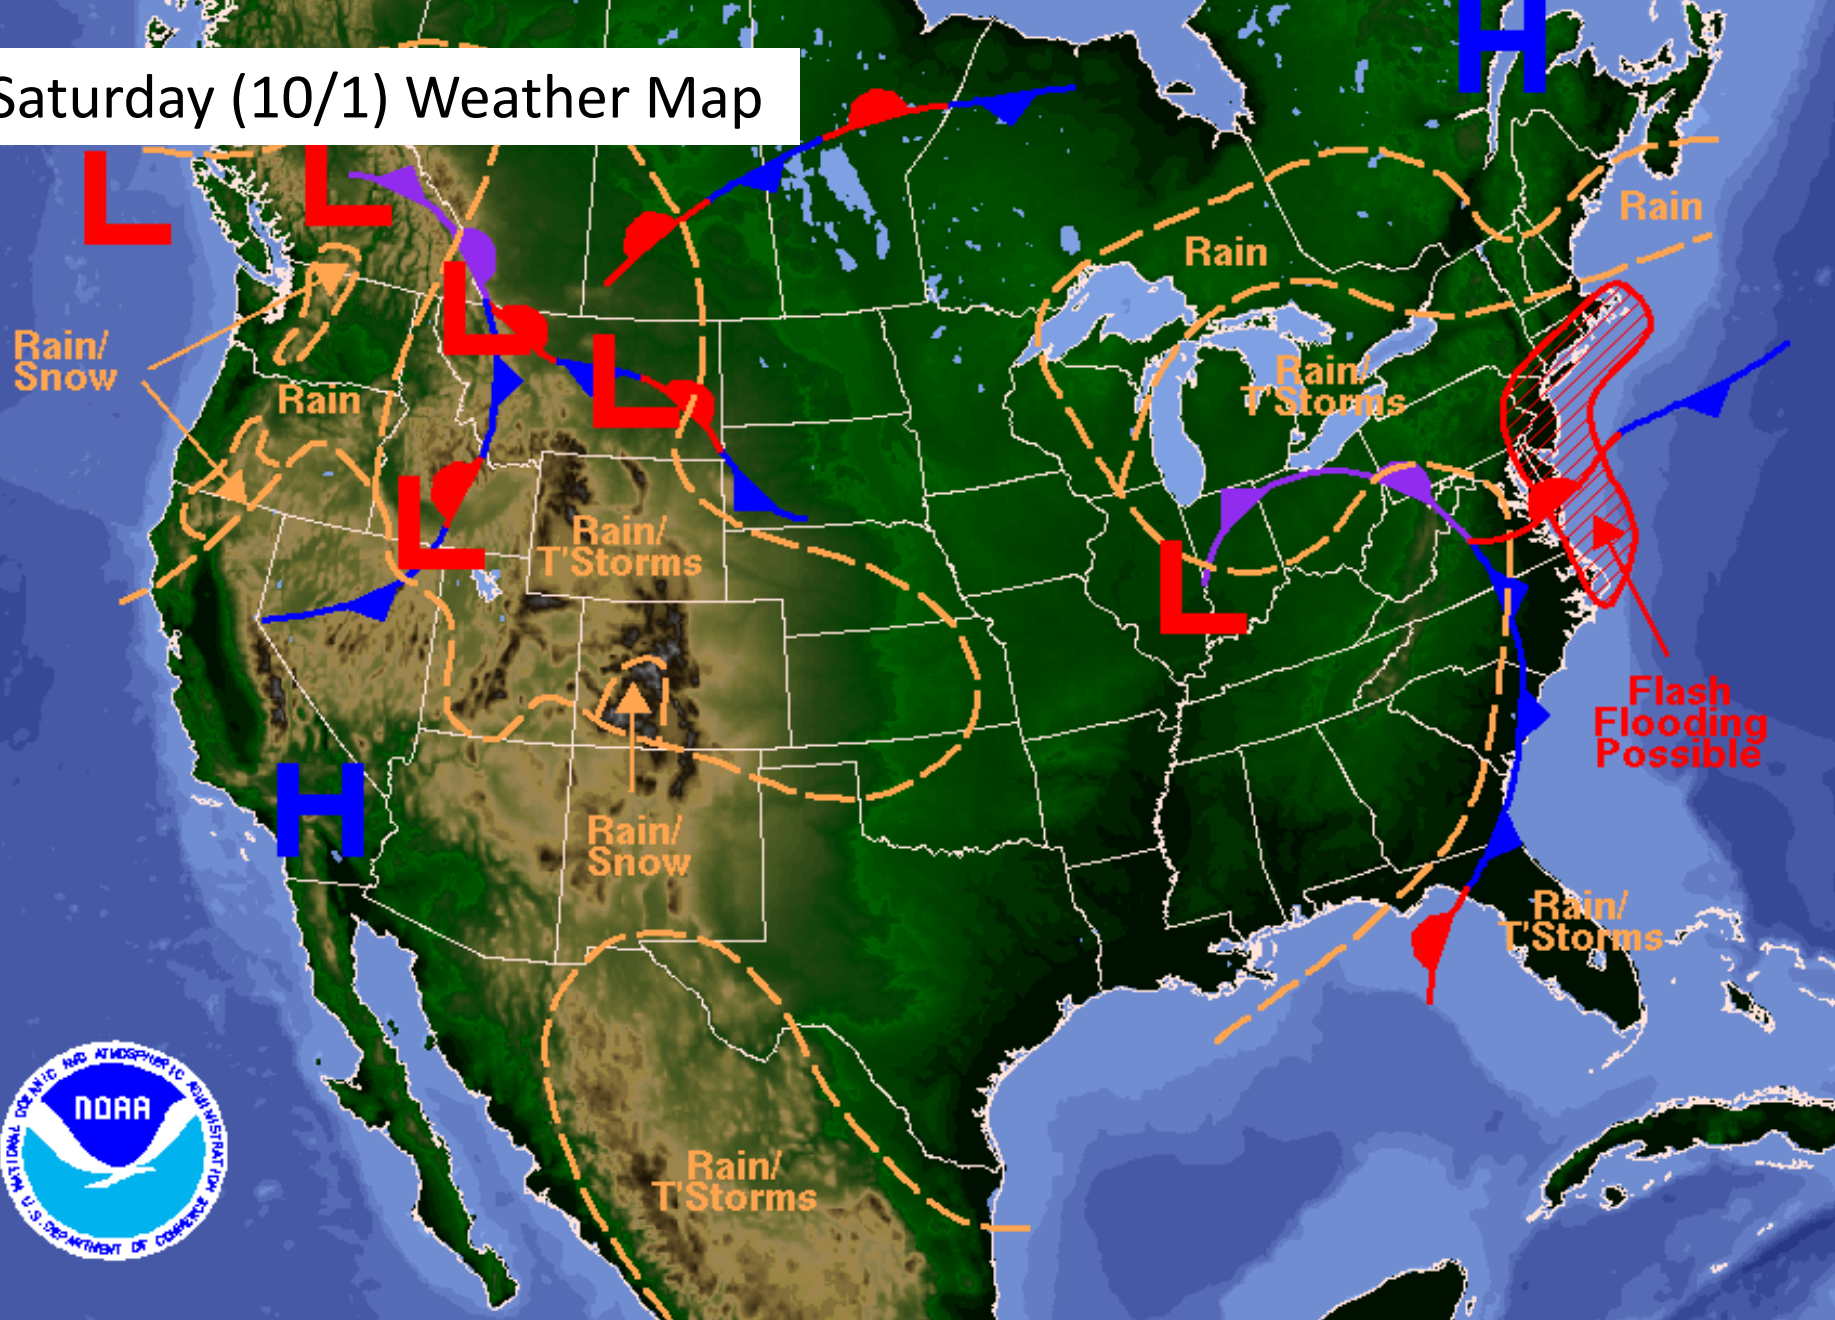 Saturday (10/1) Weather Map
H
L
L
Rain
Rain
L
Rain/
Snow
L
Rain
Rain/
T'Storms
L
Rain/
T'Storms
L
Flash
Flooding
Possible
H
Rain/
Snow
Rain/
T'Storms
Rain/
T'Storms
NATIONAL OCEANIC AND ATMOSPHERIC ADMINISTRATION
NOAA
U.S. DEPARTMENT OF COMMERCE